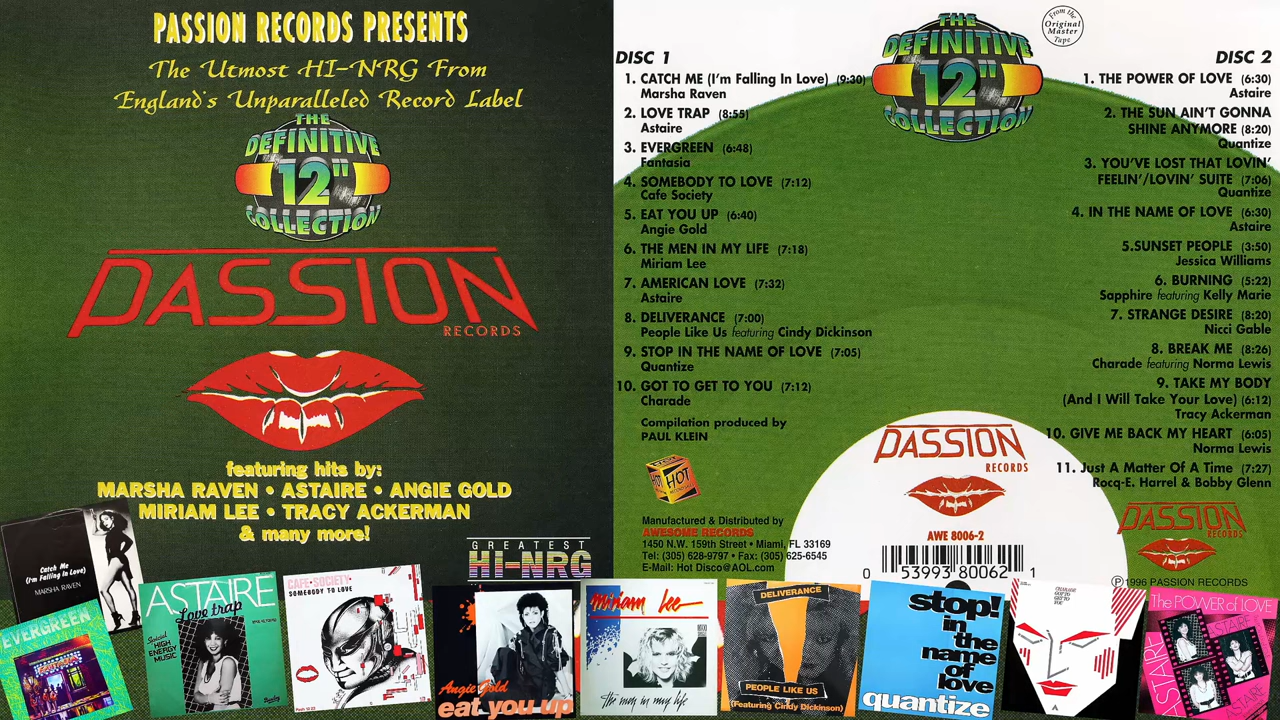 PASSION RECORDS PRESENTS
The Utmost HI-NRG From
England's Unparalleled Record Label
THE
DEFINITIVE
12"
COLLECTION
PASSION
RECORDS
featuring hits by:
MARSHA RAVEN • ASTAIRE • ANGIE GOLD
MIRIAM LEE • TRACY ACKERMAN
& many more!
GREATEST
HI-NRG
THE
DEFINITIVE
12"
COLLECTION
From the
Original
Master
Tape
DISC 1
1. CATCH ME (I'm Falling In Love) (9:30)
Marsha Raven
2. LOVE TRAP (8:55)
Astaire
3. EVERGREEN (6:48)
Fantasia
4. SOMEBODY TO LOVE (7:12)
Cafe Society
5. EAT YOU UP (6:40)
Angie Gold
6. THE MEN IN MY LIFE (7:18)
Miriam Lee
7. AMERICAN LOVE (7:32)
Astaire
8. DELIVERANCE (7:00)
People Like Us featuring Cindy Dickinson
9. STOP IN THE NAME OF LOVE (7:05)
Quantize
10. GOT TO GET TO YOU (7:12)
Charade
Compilation produced by
PAUL KLEIN
HOT
Manufactured & Distributed by
AWESOME RECORDS
1450 N.W. 159th Street • Miami, FL 33169
Tel: (305) 628-9797 • Fax: (305) 625-6545
E-Mail: Hot Disco@AOL.com
DISC 2
1. THE POWER OF LOVE (6:30)
Astaire
2. THE SUN AIN'T GONNA
SHINE ANYMORE (8:20)
Quantize
3. YOU'VE LOST THAT LOVIN'
FEELIN'/LOVIN' SUITE (7:06)
Quantize
4. IN THE NAME OF LOVE (6:30)
Astaire
5.SUNSET PEOPLE (3:50)
Jessica Williams
6. BURNING (5:22)
Sapphire featuring Kelly Marie
7. STRANGE DESIRE (8:20)
Nicci Gable
8. BREAK ME (8:26)
Charade featuring Norma Lewis
9. TAKE MY BODY
(And I Will Take Your Love) (6:12)
Tracy Ackerman
10. GIVE ME BACK MY HEART (6:05)
Norma Lewis
11. Just A Matter Of A Time (7:27)
Rocq-E. Harrel & Bobby Glenn
PASSION
RECORDS
AWE 8006-2
0 53993 80062 1
PASSION
RECORDS
Ⓟ1996 PASSION RECORDS
Catch Me
(I'm Falling In Love)
MARSHA RAVEN
EVERGREEN
ASTAIRE
Love trap
Special
HIGH
ENERGY
MUSIC
CAFE SOCIETY
SOMEBODY TO LOVE
Angie Gold
eat you up
Miriam Lee
The men in my life
DELIVERANCE
PEOPLE LIKE US
(Featuring Cindy Dickinson)
stop!
in
the
name
of
love
quantize
CHARADE
GOT TO
GET TO
YOU
The POWER of LOVE
ASTAIRE